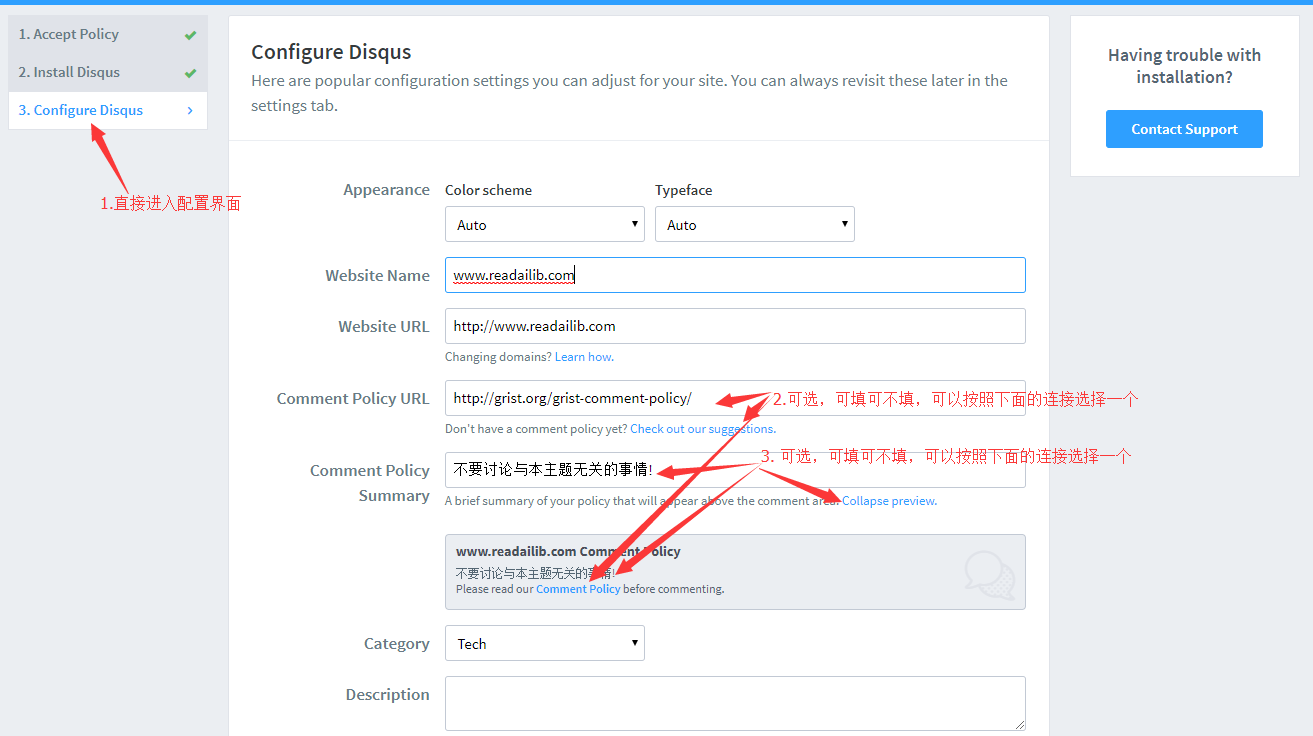 1. Accept Policy
2. Install Disqus
3. Configure Disqus
1.直接进入配置界面
Configure Disqus
Here are popular configuration settings you can adjust for your site. You can always revisit these later in the
settings tab.
Appearance
Color scheme
Typeface
Auto
Auto
Website Name
www.readailib.com
Website URL
http://www.readailib.com
Changing domains? Learn how.
Comment Policy URL
http://grist.org/grist-comment-policy/
2.可选，可填可不填，可以按照下面的连接选择一个
Don't have a comment policy yet? Check out our suggestions.
3. 可选，可填可不填，可以按照下面的连接选择一个
Comment Policy
Summary
不要讨论与本主题无关的事情!
A brief summary of your policy that will appear above the comment area. Collapse preview.
www.readailib.com Comment Policy
不要讨论与本主题无关的事情!
Please read our Comment Policy before commenting.
Category
Tech
Description
Having trouble with
installation?
Contact Support